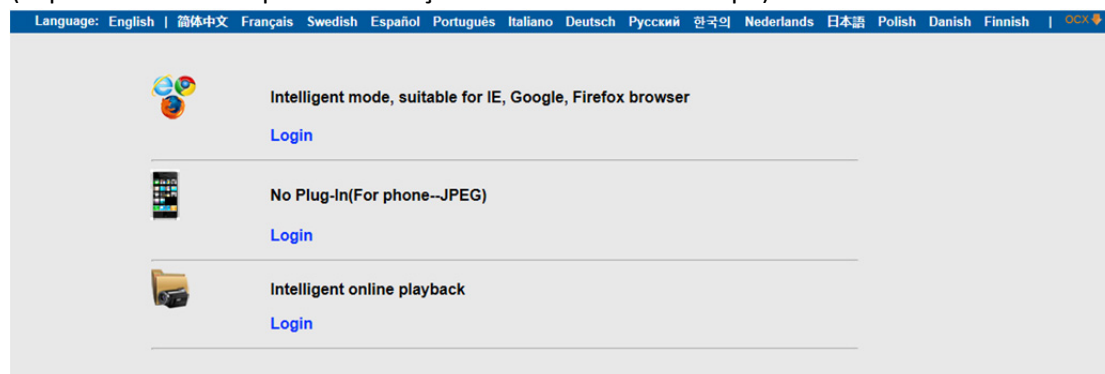 Language: English | 简体中文 Français Swedish Español Português Italiano Deutsch Русский 한국의 Nederlands 日本語 Polish Danish Finnish | OCX
Intelligent mode, suitable for IE, Google, Firefox browser
Login
No Plug-In(For phone--JPEG)
Login
Intelligent online playback
Login